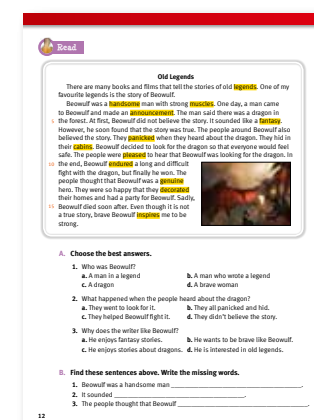 Read
Old Legends
There are many books and films that tell the stories of old legends. One of my
favourite legends is the story of Beowulf.
Beowulf was a handsome man with strong muscles. One day, a man came
to Beowulf and made an announcement. The man said there was a dragon in
5 the forest. At first, Beowulf did not believe the story. It sounded like a fantasy.
However, he soon found that the story was true. The people around Beowulf also
believed the story. They panicked when they heard about the dragon. They hid in
their cabins. Beowulf decided to look for the dragon so that everyone would feel
safe. The people were pleased to hear that Beowulf was looking for the dragon. In
10 the end, Beowulf endured a long and difficult
fight with the dragon, but finally he won. The
people thought that Beowulf was a genuine
hero. They were so happy that they decorated
their homes and had a party for Beowulf. Sadly,
15 Beowulf died soon after. Even though it is not
a true story, brave Beowulf inspires me to be
strong.
A. Choose the best answers.
1. Who was Beowulf?
a. A man in a legend b. A man who wrote a legend
c. A dragon d. A brave woman
2. What happened when the people heard about the dragon?
a. They went to look for it. b. They all panicked and hid.
c. They helped Beowulf fight it. d. They didn't believe the story.
3. Why does the writer like Beowulf?
a. He enjoys fantasy stories. b. He wants to be brave like Beowulf.
c. He enjoys stories about dragons. d. He is interested in old legends.
B. Find these sentences above. Write the missing words.
1. Beowulf was a handsome man ____________________.
2. It sounded ____________________.
3. The people thought that Beowulf ____________________.
12